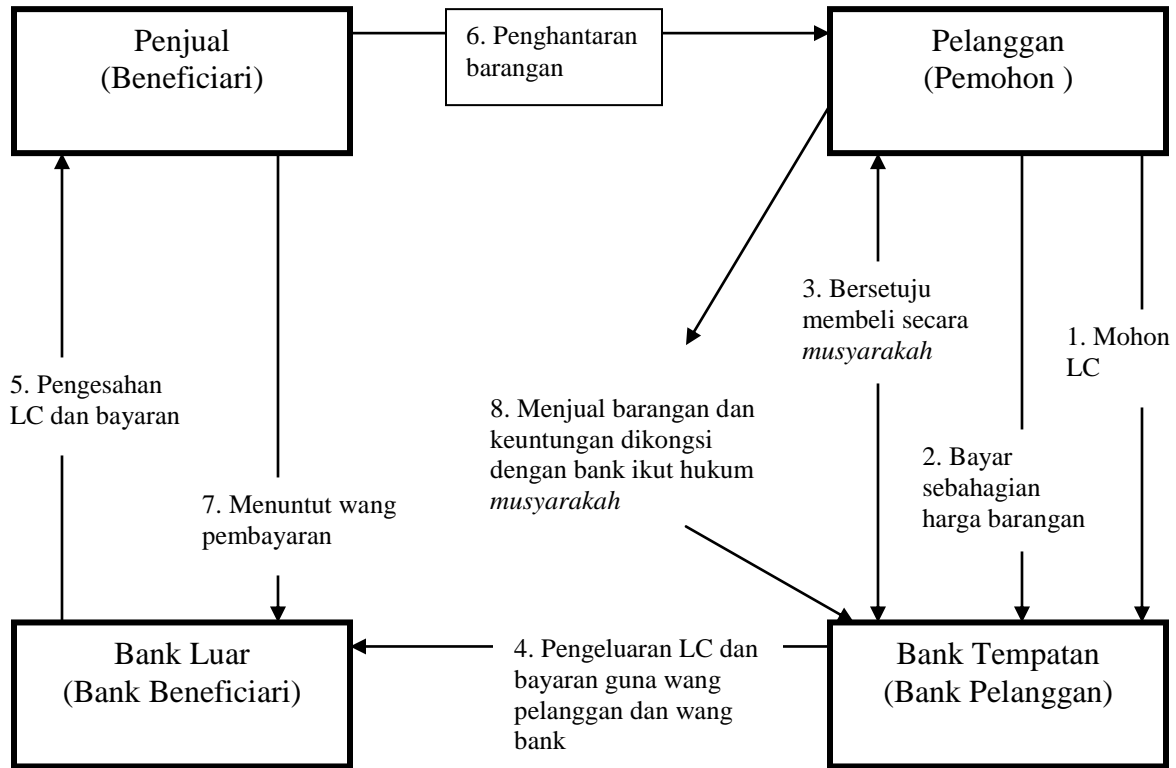 Penjual
(Beneficiari)
6. Penghantaran
barangan
Pelanggan
(Pemohon )
3. Bersetuju
membeli secara
musyarakah
1. Mohon
LC
5. Pengesahan
LC dan bayaran
8. Menjual barangan dan
keuntungan dikongsi
dengan bank ikut hukum
musyarakah
2. Bayar
sebahagian
harga barangan
7. Menuntut wang
pembayaran
Bank Luar
(Bank Beneficiari)
4. Pengeluaran LC dan
bayaran guna wang
pelanggan dan wang
bank
Bank Tempatan
(Bank Pelanggan)